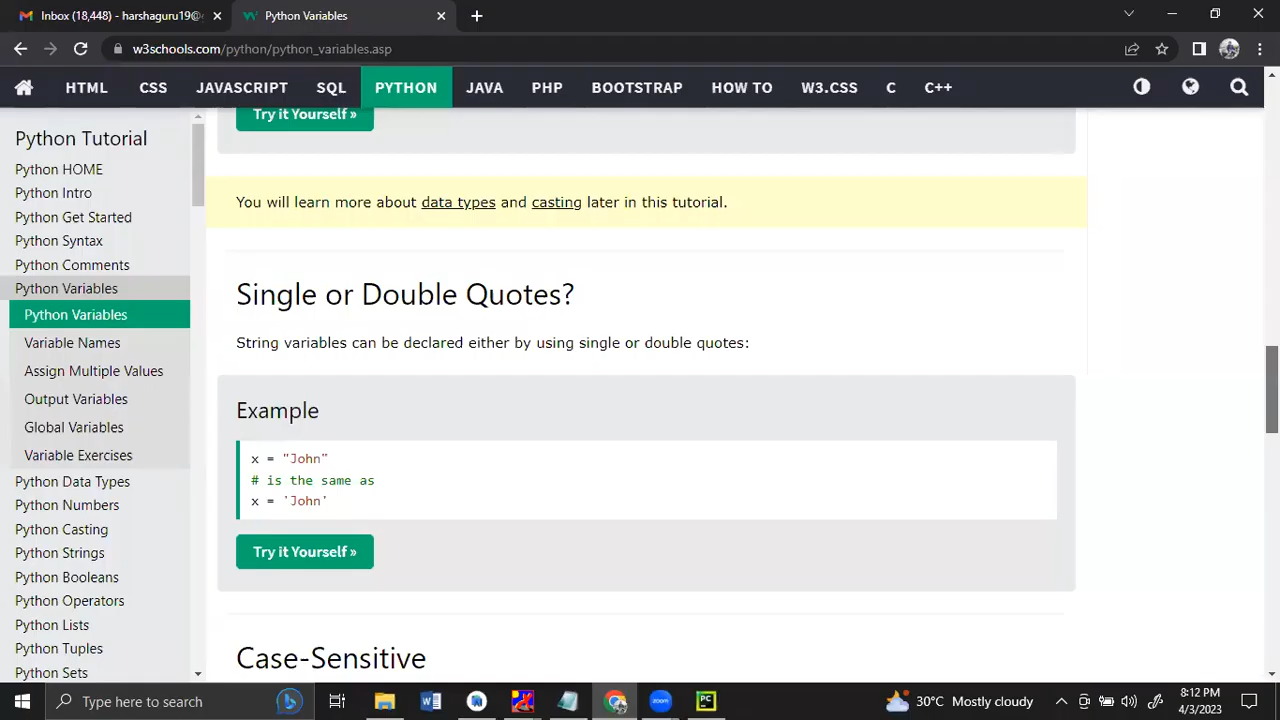 Inbox (18,448) - harshaguru19@
Python Variables
w3schools.com/python/python_variables.asp
HTML CSS JAVASCRIPT SQL PYTHON JAVA PHP BOOTSTRAP HOW TO W3.CSS C C++
Python Tutorial
Python HOME
Python Intro
Python Get Started
Python Syntax
Python Comments
Python Variables
Python Variables
Variable Names
Assign Multiple Values
Output Variables
Global Variables
Variable Exercises
Python Data Types
Python Numbers
Python Casting
Python Strings
Python Booleans
Python Operators
Python Lists
Python Tuples
Python Sets
Try it Yourself »
You will learn more about data types and casting later in this tutorial.
Single or Double Quotes?
String variables can be declared either by using single or double quotes:
Example
x = "John"
# is the same as
x = 'John'
Try it Yourself »
Case-Sensitive
Type here to search
zoom
PC
30°C Mostly cloudy
8:12 PM
4/3/2023